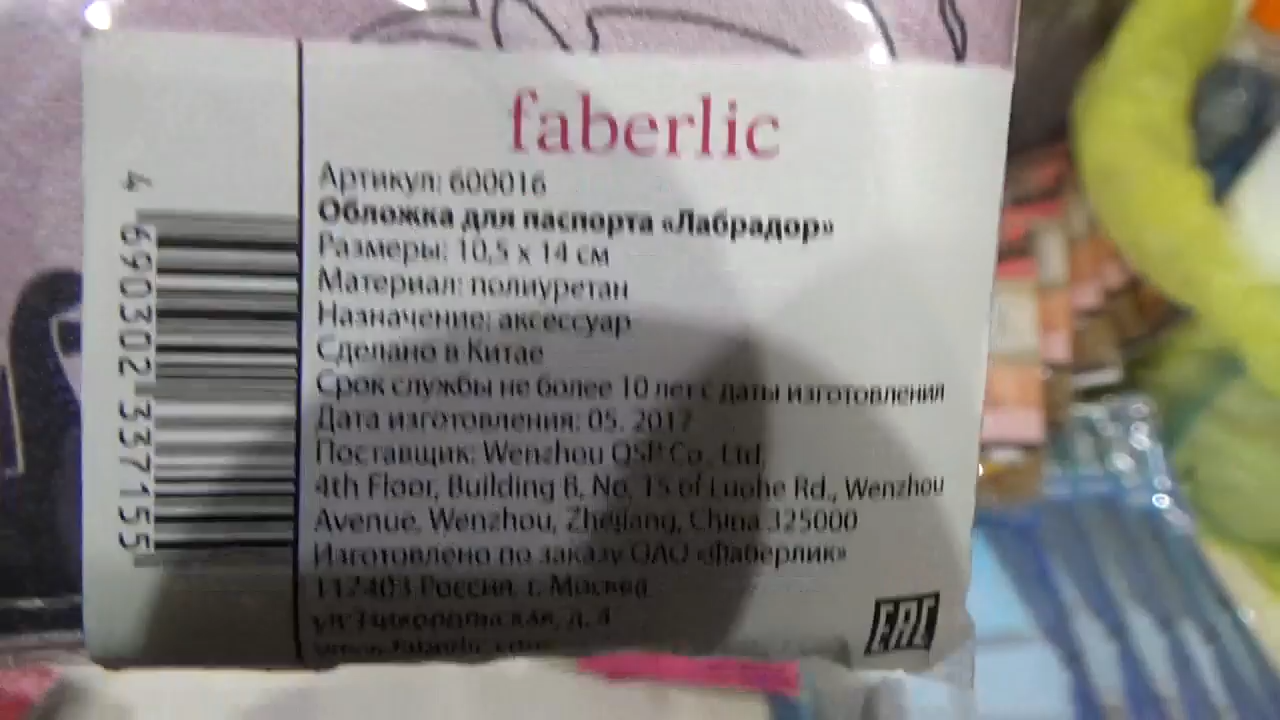 faberlic
Артикул: 600016
Обложка для паспорта «Лабрадор»
Размеры: 10,5 х 14 см
Материал: полиуретан
Назначение: аксессуар
Сделано в Китае
Срок службы не более 10 лет с даты изготовления
Дата изготовления: 05. 2017
Поставщик: Wenzhou QSP Co., Ltd.
4th Floor, Building B, No. 15 of Luohe Rd., Wenzhou
Avenue, Wenzhou, Zhejiang, China 325000
Изготовлено по заказу ОАО «Фаберлик»
117403 Россия, г. Москва
ул. д. 4
4 690302 337155
EAC